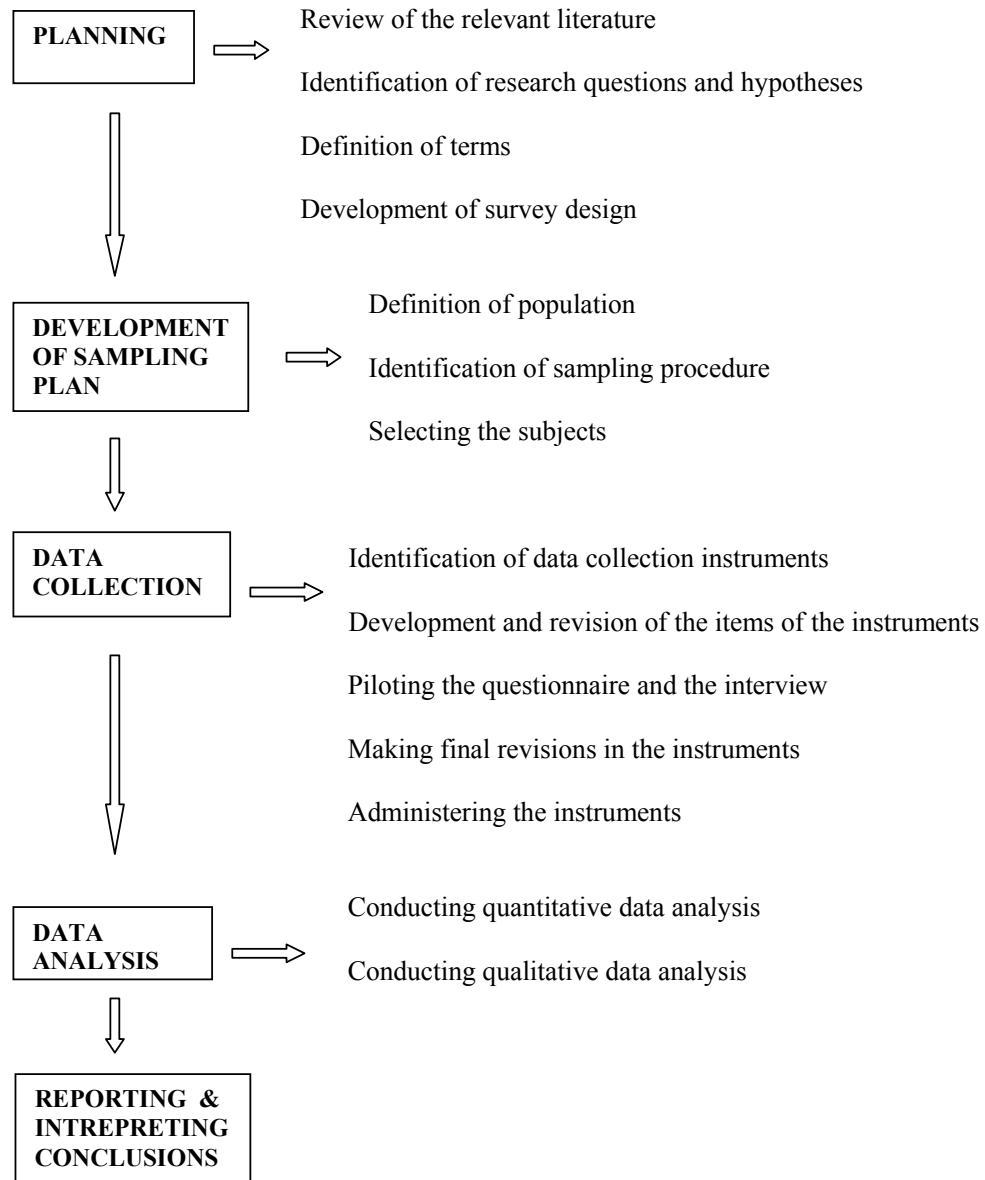 PLANNING
Review of the relevant literature
Identification of research questions and hypotheses
Definition of terms
Development of survey design
DEVELOPMENT
OF SAMPLING
PLAN
Definition of population
Identification of sampling procedure
Selecting the subjects
DATA
COLLECTION
Identification of data collection instruments
Development and revision of the items of the instruments
Piloting the questionnaire and the interview
Making final revisions in the instruments
Administering the instruments
DATA
ANALYSIS
Conducting quantitative data analysis
Conducting qualitative data analysis
REPORTING &
INTREPRETING
CONCLUSIONS